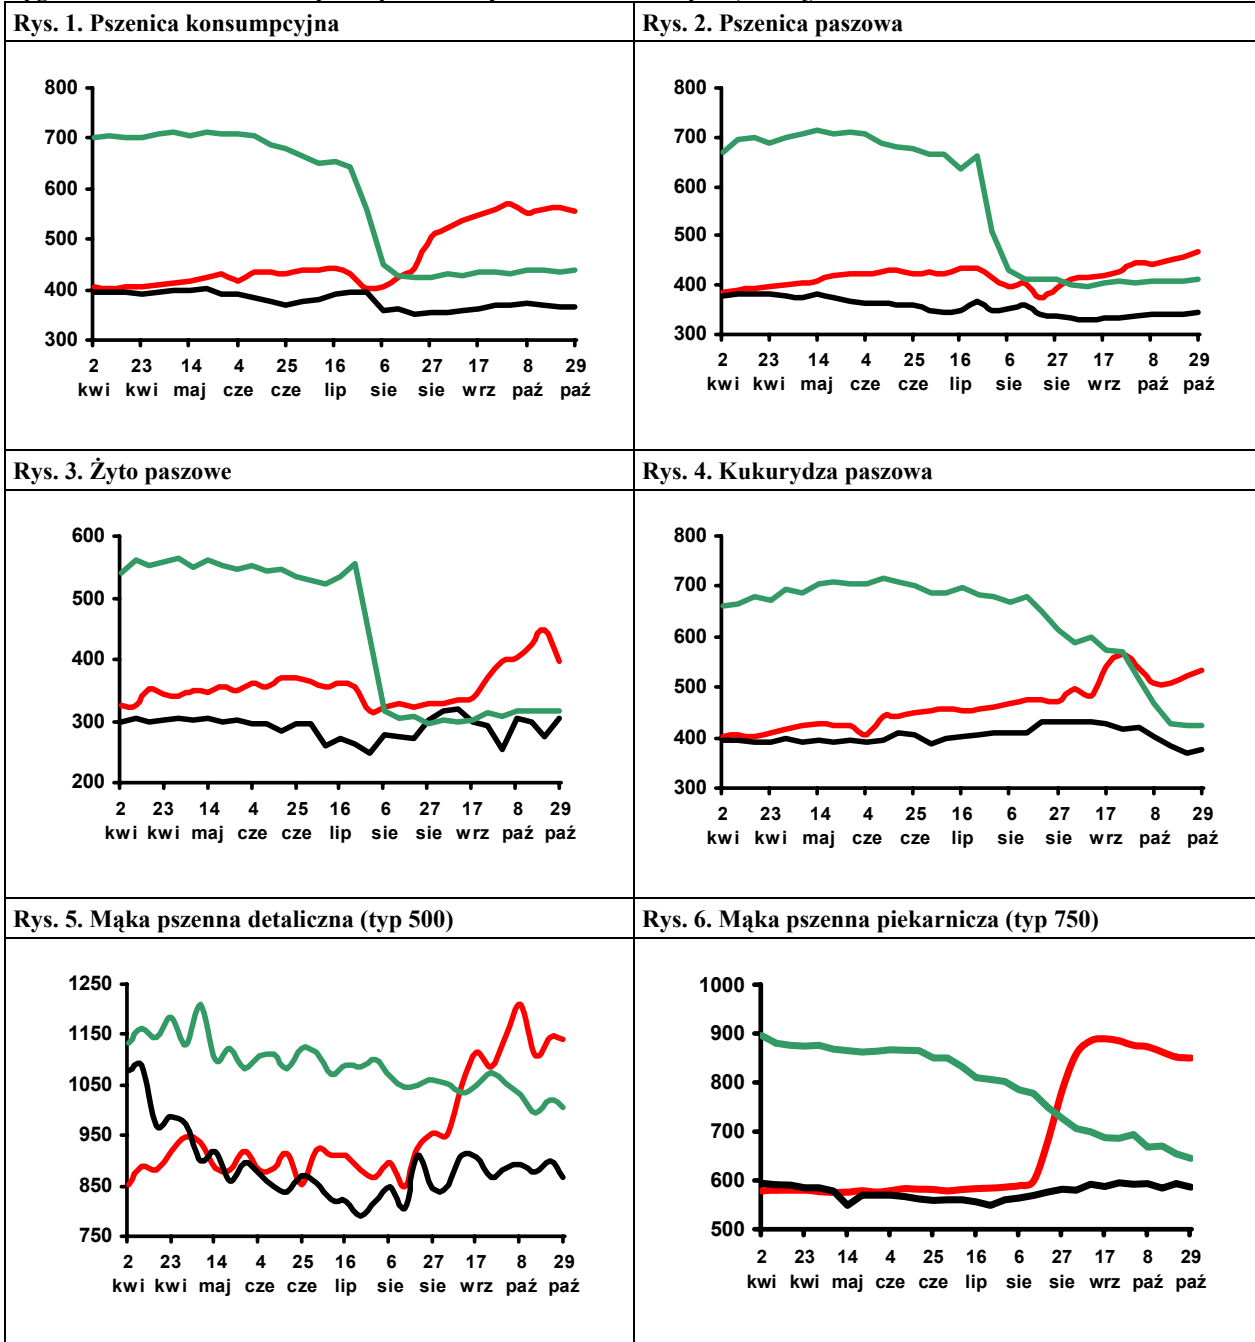 Rys. 1. Pszenica konsumpcyjna
800
700
600
500
400
300
2 23 14 4 25 16 6 27 17 8 29
kwi kwi maj cze cze lip sie sie wrz paź paź
Rys. 2. Pszenica paszowa
800
700
600
500
400
300
2 23 14 4 25 16 6 27 17 8 29
kwi kwi maj cze cze lip sie sie wrz paź paź
Rys. 3. Żyto paszowe
600
500
400
300
200
2 23 14 4 25 16 6 27 17 8 29
kwi kwi maj cze cze lip sie sie wrz paź paź
Rys. 4. Kukurydza paszowa
800
700
600
500
400
300
2 23 14 4 25 16 6 27 17 8 29
kwi kwi maj cze cze lip sie sie wrz paź paź
Rys. 5. Mąka pszenna detaliczna (typ 500)
1250
1150
1050
950
850
750
2 23 14 4 25 16 6 27 17 8 29
kwi kwi maj cze cze lip sie sie wrz paź paź
Rys. 6. Mąka pszenna piekarnicza (typ 750)
1000
900
800
700
600
500
2 23 14 4 25 16 6 27 17 8 29
kwi kwi maj cze cze lip sie sie wrz paź paź